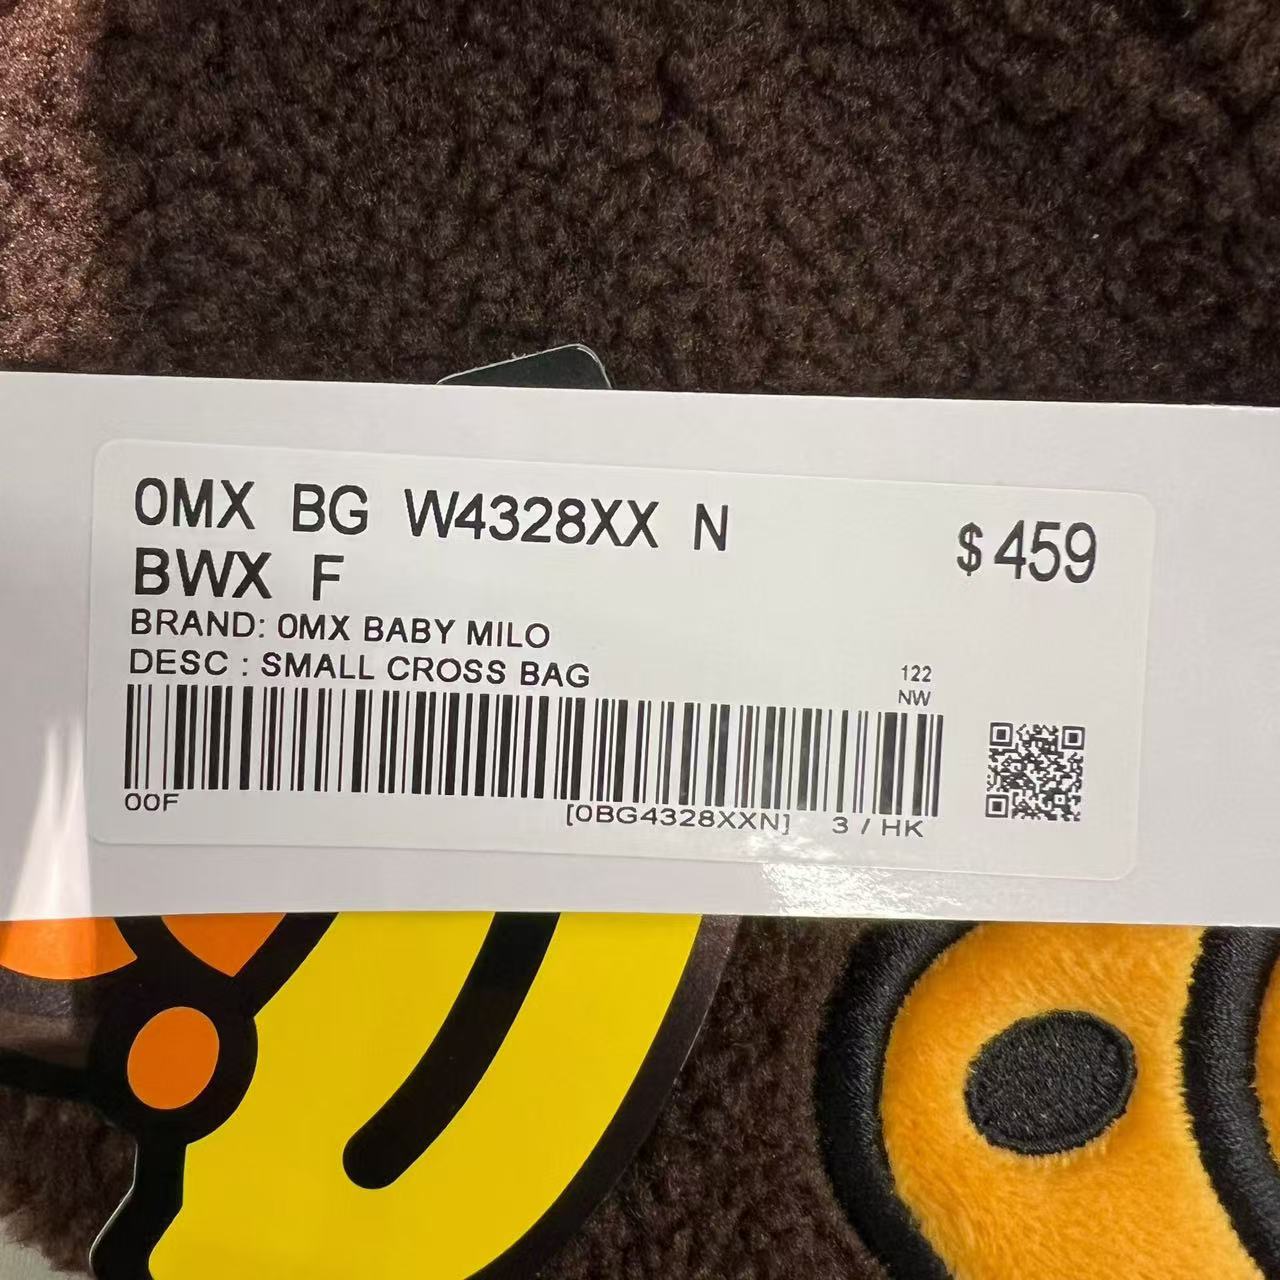 0MX BG W4328XX N
$459
BWX F
BRAND: 0MX BABY MILO
DESC : SMALL CROSS BAG
122
NW
00F
[0BG4328XXN] 3 / HK